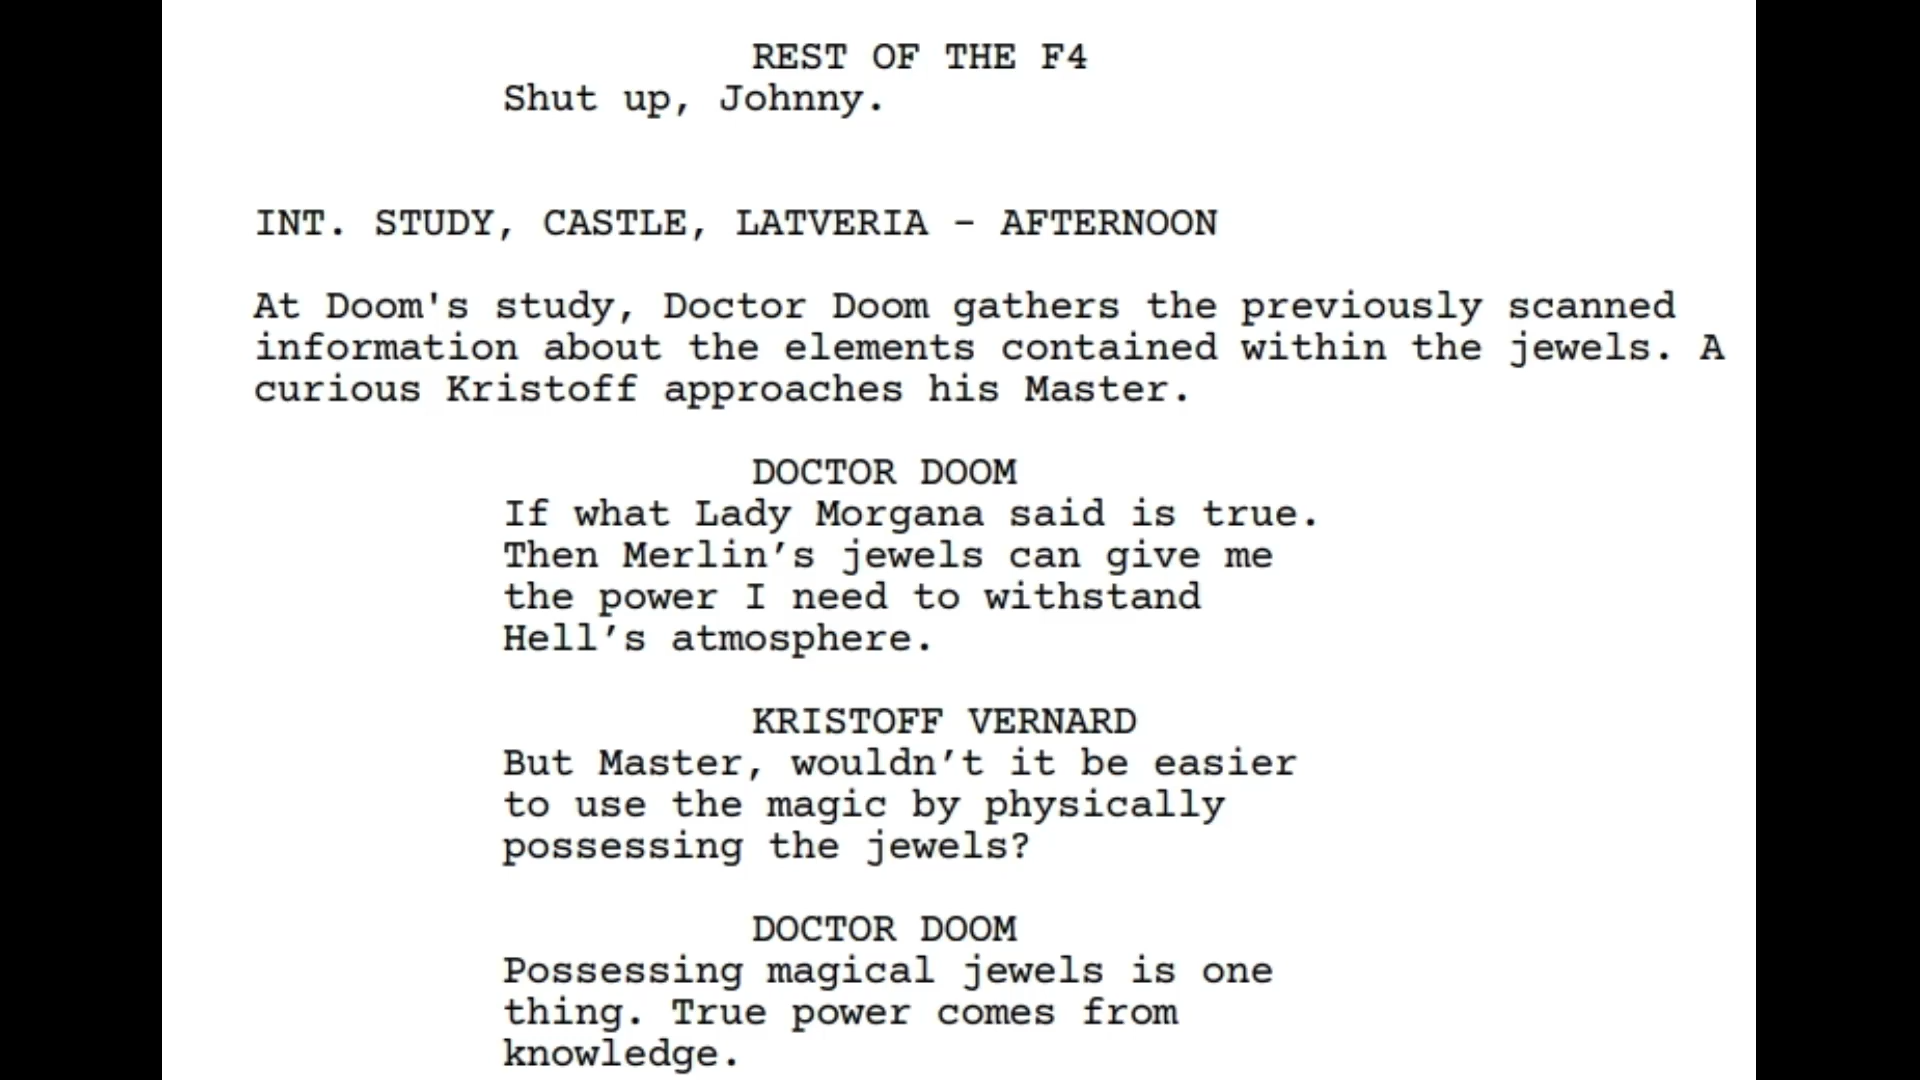 REST OF THE F4
Shut up, Johnny.
INT. STUDY, CASTLE, LATVERIA - AFTERNOON
At Doom's study, Doctor Doom gathers the previously scanned
information about the elements contained within the jewels. A
curious Kristoff approaches his Master.
DOCTOR DOOM
If what Lady Morgana said is true.
Then Merlin’s jewels can give me
the power I need to withstand
Hell’s atmosphere.
KRISTOFF VERNARD
But Master, wouldn’t it be easier
to use the magic by physically
possessing the jewels?
DOCTOR DOOM
Possessing magical jewels is one
thing. True power comes from
knowledge.